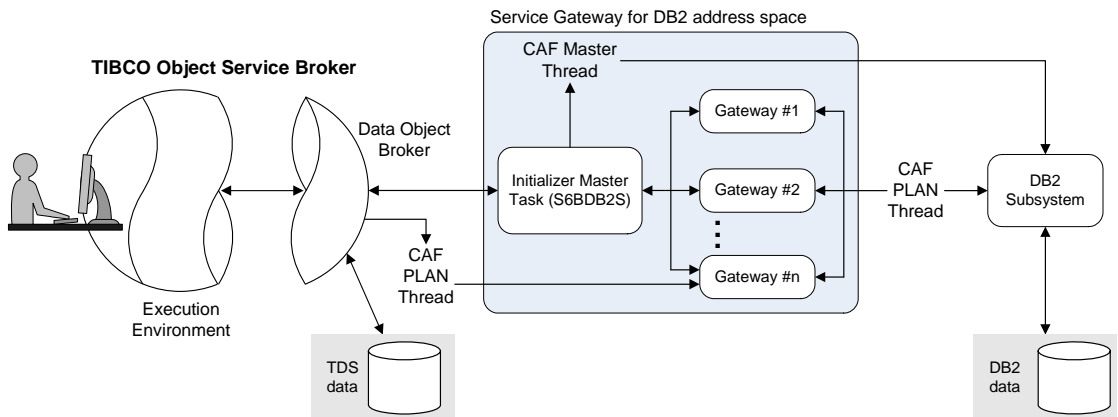 Service Gateway for DB2 address space
TIBCO Object Service Broker
CAF Master
Thread
Gateway #1
Data Object
Broker
Initializer Master
Task (S6BDB2S)
Gateway #2
CAF
PLAN
Thread
DB2
Subsystem
CAF
PLAN
Thread
Gateway #n
Execution
Environment
TDS
data
DB2
data